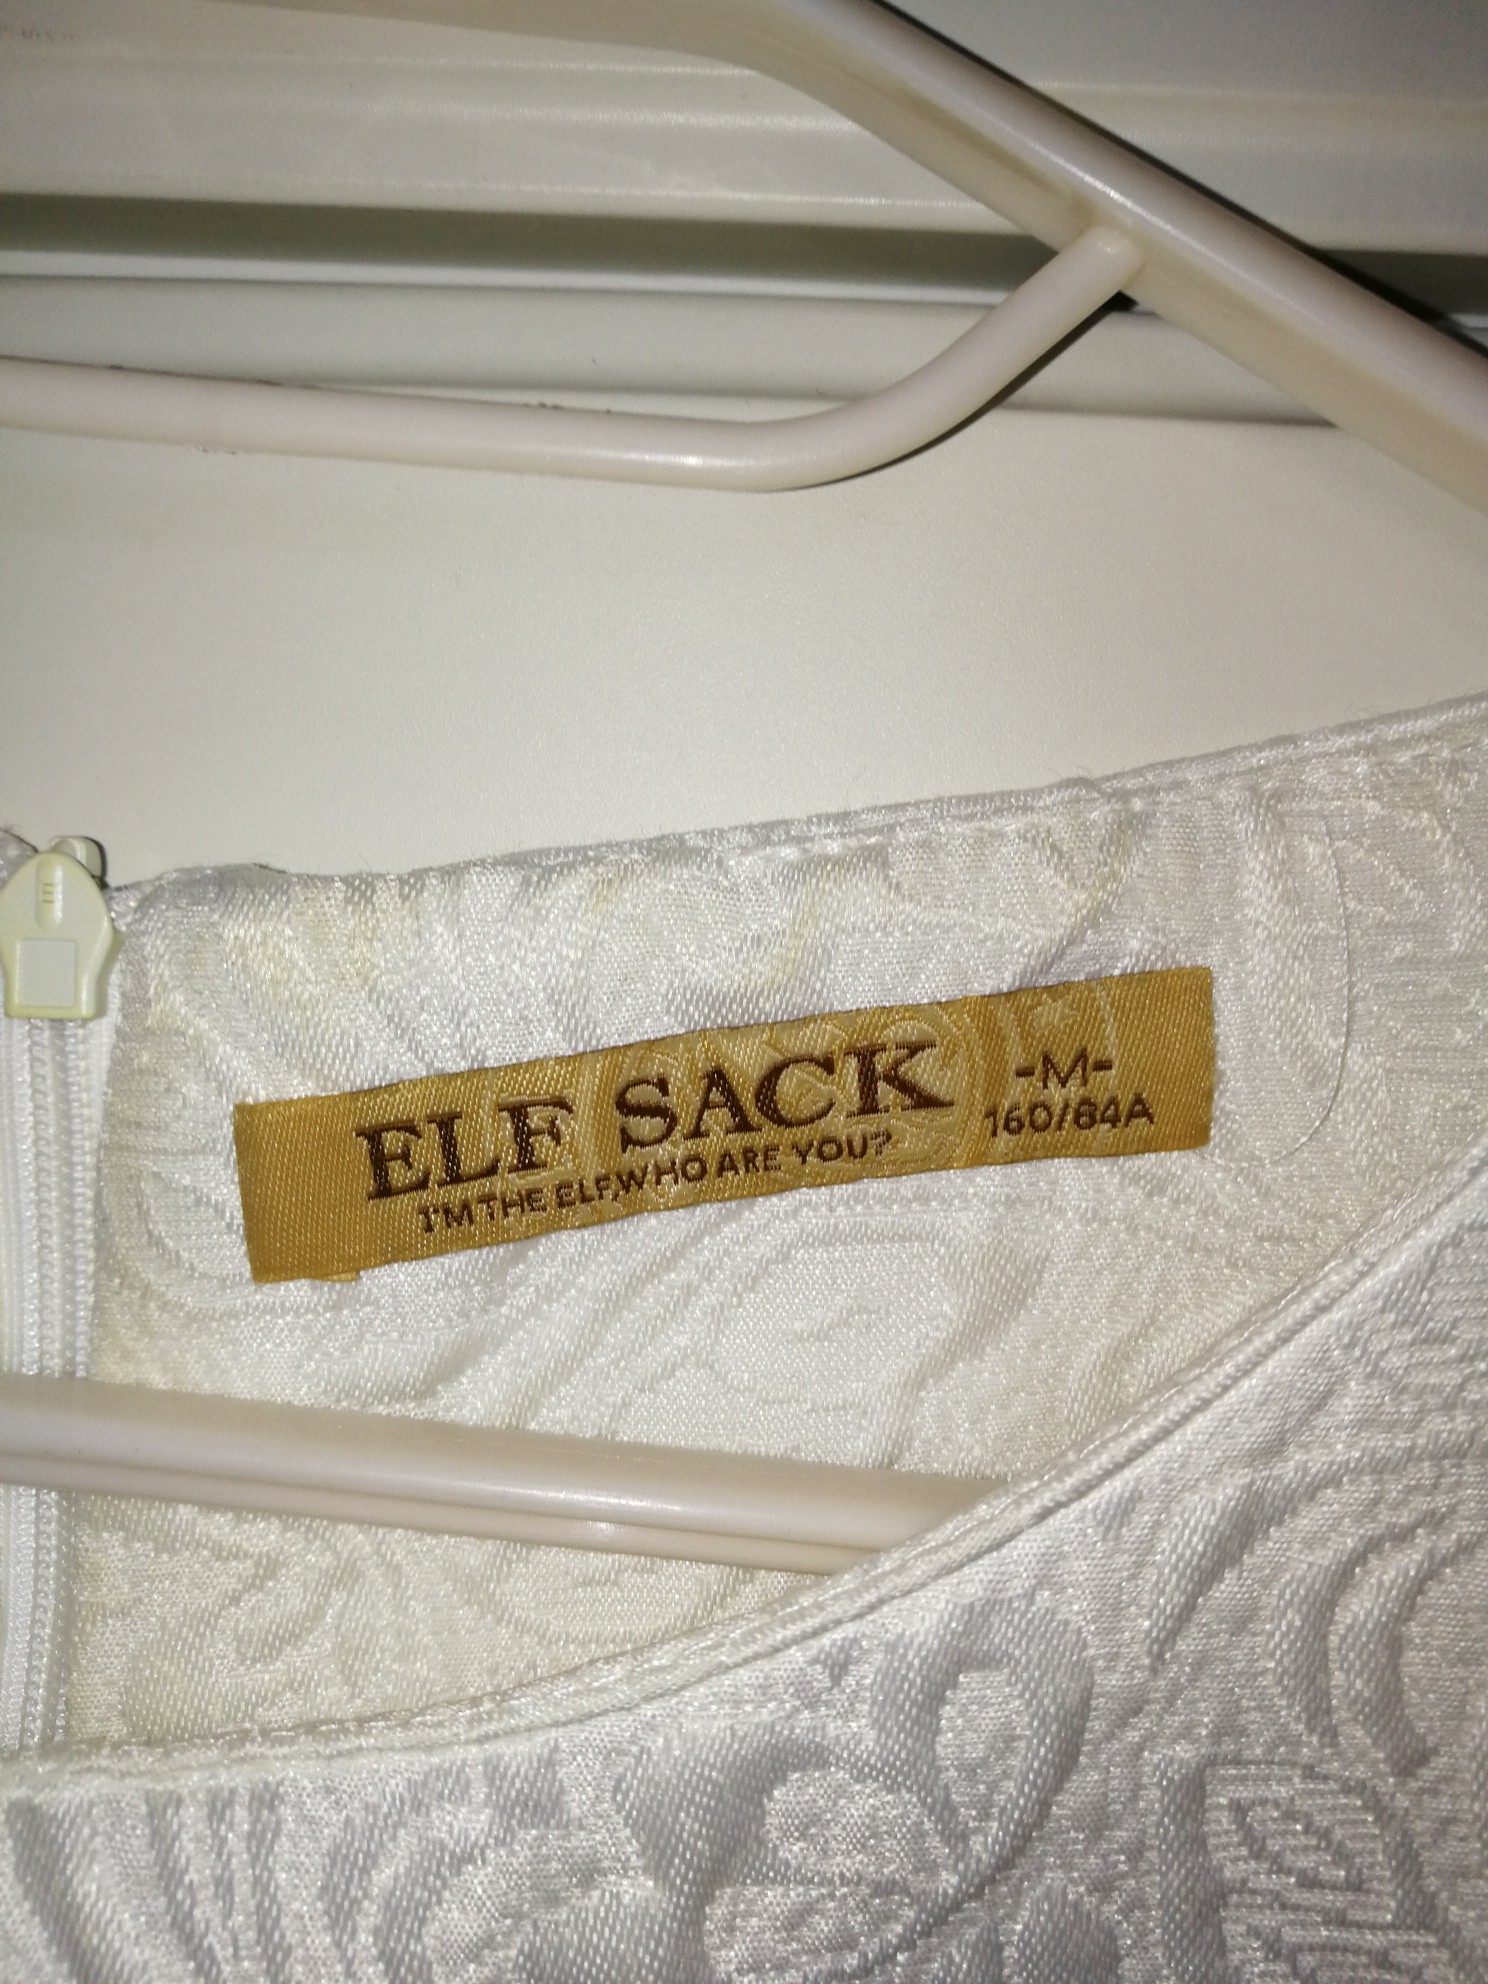 ELF SACK
I'M THE ELF,WHO ARE YOU?
-M-
160/84A